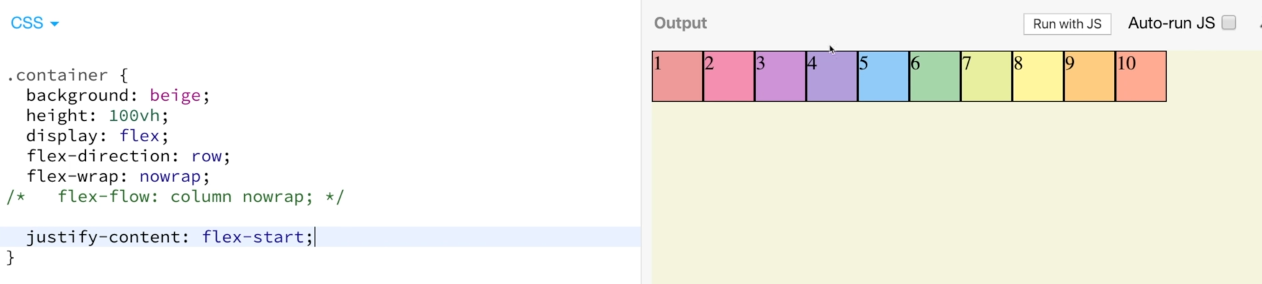 CSS
Output
Run with JS
Auto-run JS
.container {
  background: beige;
  height: 100vh;
  display: flex;
  flex-direction: row;
  flex-wrap: nowrap;
/*   flex-flow: column nowrap; */
  justify-content: flex-start;
}
1 2 3 4 5 6 7 8 9 10